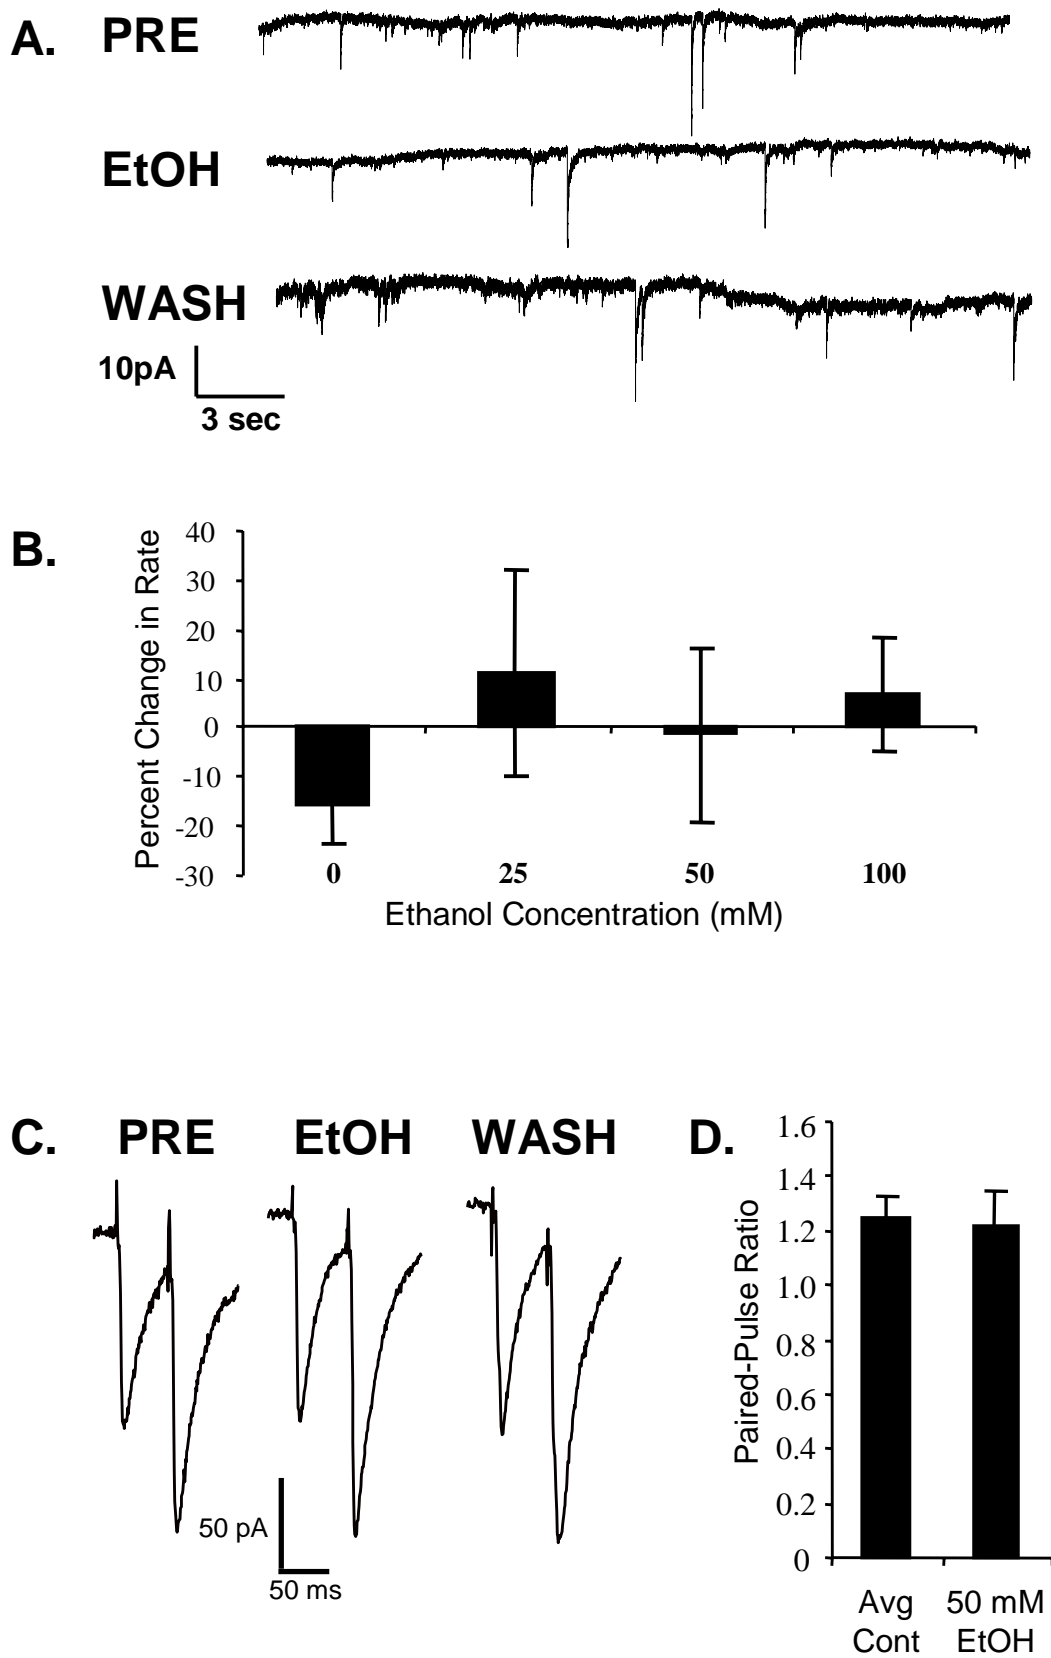 A. PRE
EtOH
WASH
10pA
3 sec
B.
Percent Change in Rate
40
30
20
10
0
-10
-20
-30
0 25 50 100
Ethanol Concentration (mM)
C. PRE EtOH WASH
50 pA
50 ms
D.
Paired-Pulse Ratio
1.6
1.4
1.2
1.0
0.8
0.6
0.4
0.2
0
Avg Cont
50 mM EtOH